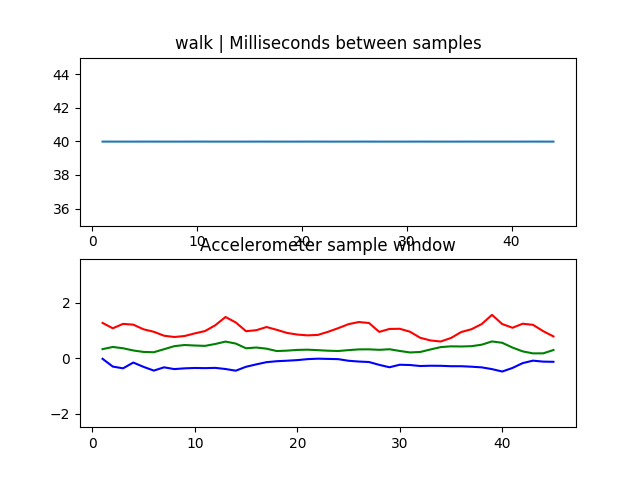 walk | Milliseconds between samples
44
42
40
38
36
0 10 20 30 40
Accelerometer sample window
2
0
−2
0 10 20 30 40